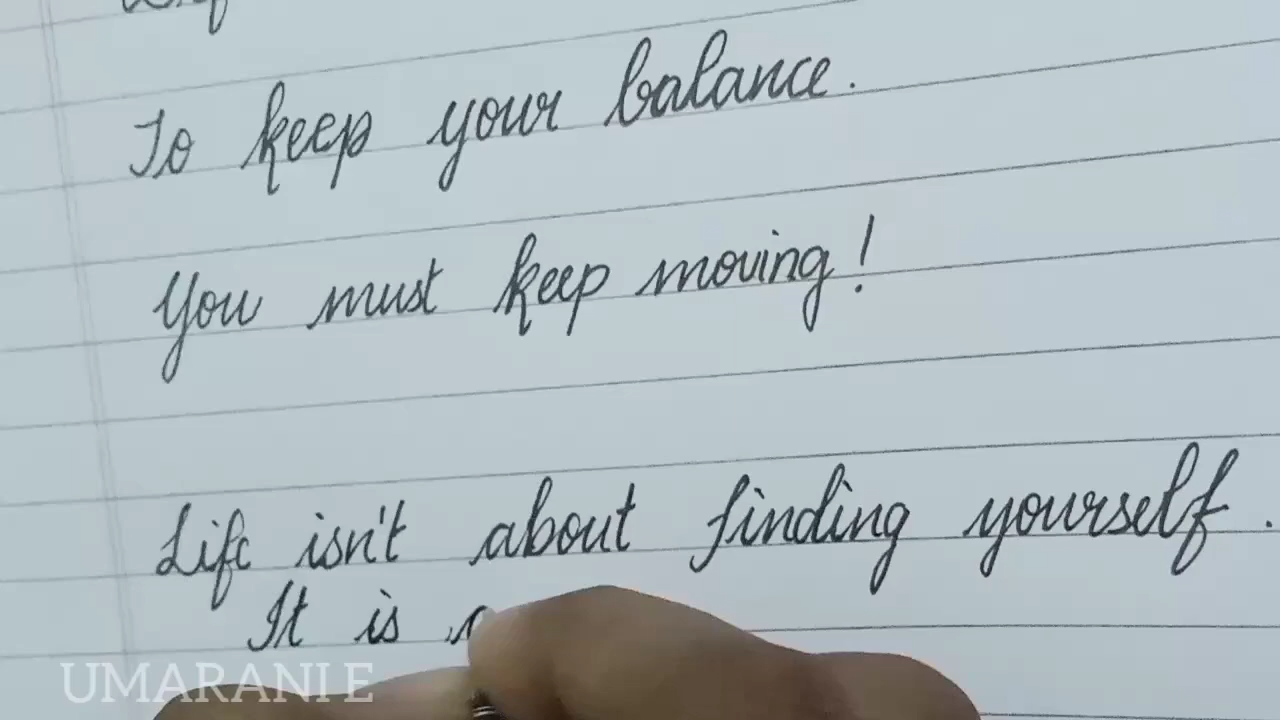 To keep your balance.
You must keep moving!
Life isn't about finding yourself.
It is
UMARANI E